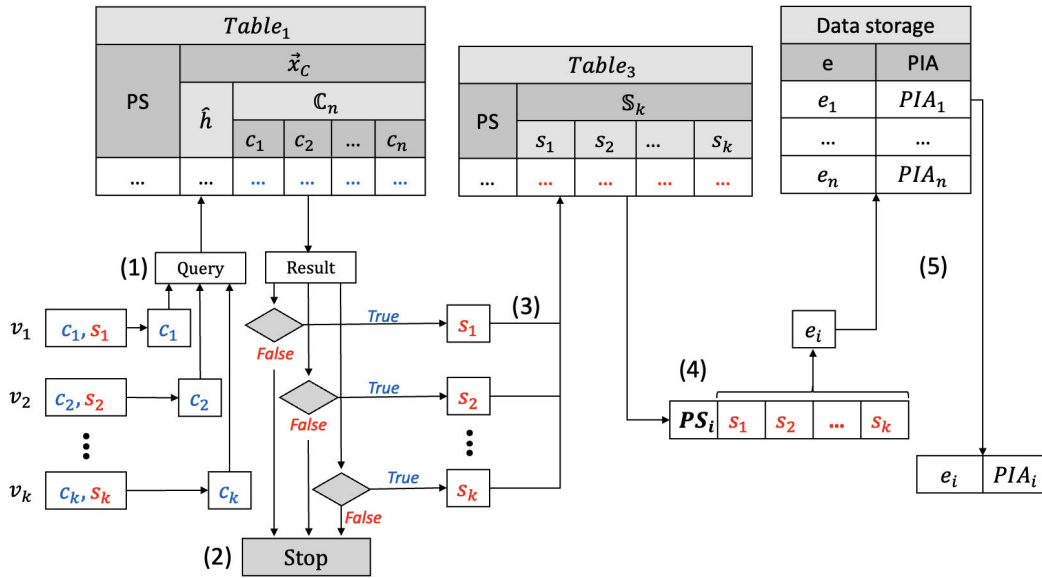 Table₁
PS
x⃗_C
ĥ
ℂₙ
c₁ c₂ ... cₙ
... ... ... ... ... ...
Table₃
PS
𝕊ₖ
s₁ s₂ ... sₖ
... ... ... ... ...
Data storage
e PIA
e₁ PIA₁
... ...
eₙ PIAₙ
(1)
Query
Result
(5)
(3)
v₁ c₁, s₁ c₁
True
s₁
False
eᵢ
v₂ c₂, s₂ c₂
True
s₂
False
(4)
PSᵢ s₁ s₂ ... sₖ
vₖ cₖ, sₖ cₖ
True
sₖ
False
eᵢ PIAᵢ
(2)
Stop